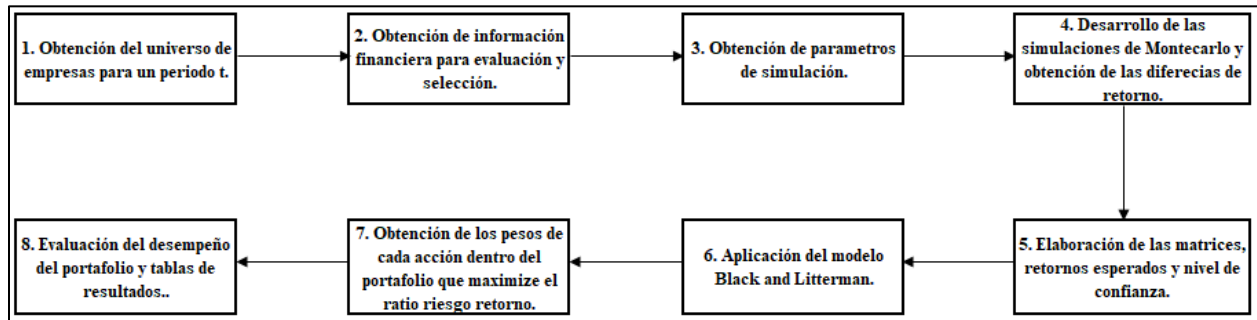 1. Obtención del universo de
empresas para un periodo t.
2. Obtención de información
financiera para evaluación y
selección.
3. Obtención de parametros
de simulación.
4. Desarrollo de las
simulaciones de Montecarlo y
obtención de las diferecias de
retorno.
5. Elaboración de las matrices,
retornos esperados y nivel de
confianza.
6. Aplicación del modelo
Black and Litterman.
7. Obtención de los pesos de
cada acción dentro del
portafolio que maximize el
ratio riesgo retorno.
8. Evaluación del desempeño
del portafolio y tablas de
resultados..